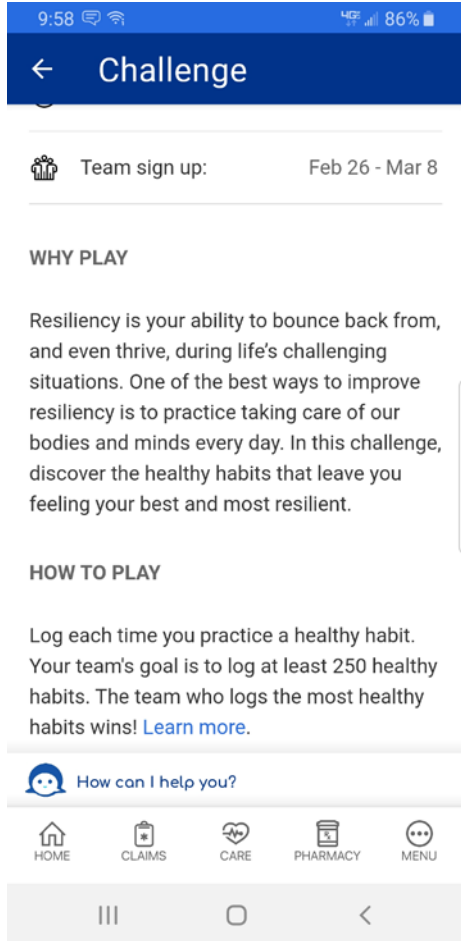 9:58 4GE 86%
Challenge
Team sign up: Feb 26 - Mar 8
WHY PLAY
Resiliency is your ability to bounce back from,
and even thrive, during life's challenging
situations. One of the best ways to improve
resiliency is to practice taking care of our
bodies and minds every day. In this challenge,
discover the healthy habits that leave you
feeling your best and most resilient.
HOW TO PLAY
Log each time you practice a healthy habit.
Your team's goal is to log at least 250 healthy
habits. The team who logs the most healthy
habits wins! Learn more.
How can I help you?
HOME CLAIMS CARE PHARMACY MENU